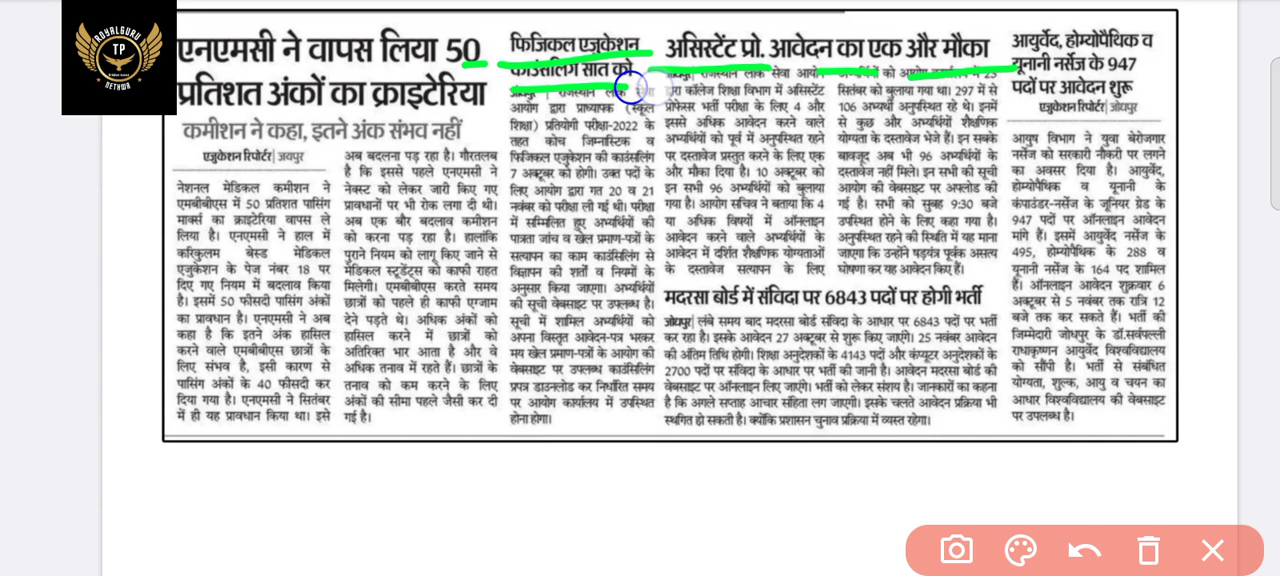 ROYALGURU
TP
NETHWA
एनएमसी ने वापस लिया 50
प्रतिशत अंकों का क्राइटेरिया
कमीशन ने कहा, इतने अंक संभव नहीं
एजुकेशन रिपोर्टर| जयपुर
नेशनल मेडिकल कमीशन ने
एमबीबीएस में 50 प्रतिशत पासिंग
मार्क्स का क्राइटेरिया वापस ले
लिया है। एनएमसी ने हाल में
करिकुलम बेस्ड मेडिकल
एजुकेशन के पेज नंबर 18 पर
दिए गए नियम में बदलाव किया
है। इसमें 50 फीसदी पासिंग अंकों
का प्रावधान है। एनएमसी ने अब
कहा है कि इतने अंक हासिल
करने वाले एमबीबीएस छात्रों के
लिए संभव है, इसी कारण से
पासिंग अंकों के 40 फीसदी कर
दिया गया है। एनएमसी ने सितंबर
में ही यह प्रावधान किया था। इसे
अब बदलना पड़ रहा है। गौरतलब
है कि इससे पहले एनएमसी ने
नेक्स्ट को लेकर जारी किए गए
प्रावधानों पर भी रोक लगा दी थी।
अब एक बार बदलाव कमीशन
को करना पड़ रहा है। हालांकि
पुराने नियम को लागू किए जाने से
मेडिकल स्टूडेंट्स को काफी राहत
मिलेगी। एमबीबीएस करते समय
छात्रों को पहले ही काफी एग्जाम
देने पड़ते थे। अधिक अंकों को
हासिल करने में छात्रों को
अतिरिक्त भार आता है और वे
अधिक तनाव में रहते हैं। छात्रों के
तनाव को कम करने के लिए
अंकों की सीमा पहले जैसी कर दी
गई है।
फिजिकल एजुकेशन
काउंसलिंग सात को
राजस्थान लोक
आयोग द्वारा प्राध्यापक (स्कूल
शिक्षा) प्रतियोगी परीक्षा-2022 के
तहत कोच जिम्नास्टिक व
फिजिकल एजुकेशन की काउंसलिंग
7 अक्टूबर को होगी। उक्त पदों के
लिए आयोग द्वारा गत 20 व 21
नवंबर को परीक्षा ली गई थी। परीक्षा
में सम्मिलित हुए अभ्यर्थियों की
पात्रता जांच व खेल प्रमाण-पत्रों के
सत्यापन का काम काउंसलिंग से
विज्ञापन की शर्तों व नियमों के
अनुसार किया जाएगा। अभ्यर्थियों
की सूची वेबसाइट पर उपलब्ध है।
सूची में शामिल अभ्यर्थियों को
अपना विस्तृत आवेदन-पत्र भरकर
मय खेल प्रमाण-पत्रों के आयोग की
वेबसाइट पर उपलब्ध काउंसिलिंग
प्रपत्र डाउनलोड कर निर्धारित समय
पर आयोग कार्यालय में उपस्थित
होना होगा।
असिस्टेंट प्रो. आवेदन का एक और मौका
राजस्थान लोक सेवा आयोग
द्वारा कॉलेज शिक्षा विभाग में असिस्टेंट
प्रोफेसर भर्ती परीक्षा के लिए 4 और
इससे अधिक आवेदन करने वाले
अभ्यर्थियों को पूर्व में अनुपस्थित रहने
पर दस्तावेज प्रस्तुत करने के लिए एक
और मौका दिया है। 10 अक्टूबर को
इन सभी 96 अभ्यर्थियों को बुलाया
गया है। आयोग सचिव ने बताया कि 4
या अधिक विषयों में ऑनलाइन
आवेदन करने वाले अभ्यर्थियों के
आवेदन में दर्शित शैक्षणिक योग्यताओं
के दस्तावेज सत्यापन के लिए
को आयोग में 25
सितंबर को बुलाया गया था। 297 में से
106 अभ्यर्थी अनुपस्थित रहे थे। इनमें
से कुछ और अभ्यर्थियों शैक्षणिक
योग्यता के दस्तावेज भेजे हैं। इन सबके
बावजूद अब भी 96 अभ्यर्थियों के
दस्तावेज नहीं मिले। इन सभी की सूची
आयोग की वेबसाइट पर अपलोड की
गई है। सभी को सुबह 9:30 बजे
उपस्थित होने के लिए कहा गया है।
अनुपस्थित रहने की स्थिति में यह माना
जाएगा कि उन्होंने षड्यंत्र पूर्वक असत्य
घोषणा कर यह आवेदन किए हैं।
मदरसा बोर्ड में संविदा पर 6843 पदों पर होगी भर्ती
जोधपुर| लंबे समय बाद मदरसा बोर्ड संविदा के आधार पर 6843 पदों पर भर्ती
कर रहा है। इसके आवेदन 27 अक्टूबर से शुरू किए जाएंगे। 25 नवंबर आवेदन
की अंतिम तिथि होगी। शिक्षा अनुदेशकों के 4143 पदों और कंप्यूटर अनुदेशकों के
2700 पदों पर संविदा के आधार पर भर्ती की जानी है। आवेदन मदरसा बोर्ड की
वेबसाइट पर ऑनलाइन लिए जाएंगे। भर्ती को लेकर संशय है। जानकारों का कहना
है कि अगले सप्ताह आचार संहिता लग जाएगी। इसके चलते आवेदन प्रक्रिया भी
स्थगित हो सकती है। क्योंकि प्रशासन चुनाव प्रक्रिया में व्यस्त रहेगा।
आयुर्वेद, होम्योपैथिक व
यूनानी नर्सेज के 947
पदों पर आवेदन शुरू
एजुकेशन रिपोर्टर| जोधपुर
आयुष विभाग ने युवा बेरोजगार
नर्सेज को सरकारी नौकरी पर लगने
का अवसर दिया है। आयुर्वेद,
होम्योपैथिक व यूनानी के
कंपाउंडर-नर्सेज के जूनियर ग्रेड के
947 पदों पर ऑनलाइन आवेदन
मांगे हैं। इसमें आयुर्वेद नर्सेज के
495, होम्योपैथिक के 288 व
यूनानी नर्सेज के 164 पद शामिल
हैं। ऑनलाइन आवेदन शुक्रवार 6
अक्टूबर से 5 नवंबर तक रात्रि 12
बजे तक कर सकते हैं। भर्ती की
जिम्मेदारी जोधपुर के डॉ.सर्वपल्ली
राधाकृष्णन आयुर्वेद विश्वविद्यालय
को सौंपी है। भर्ती से संबंधित
योग्यता, शुल्क, आयु व चयन का
आधार विश्वविद्यालय की वेबसाइट
पर उपलब्ध है।